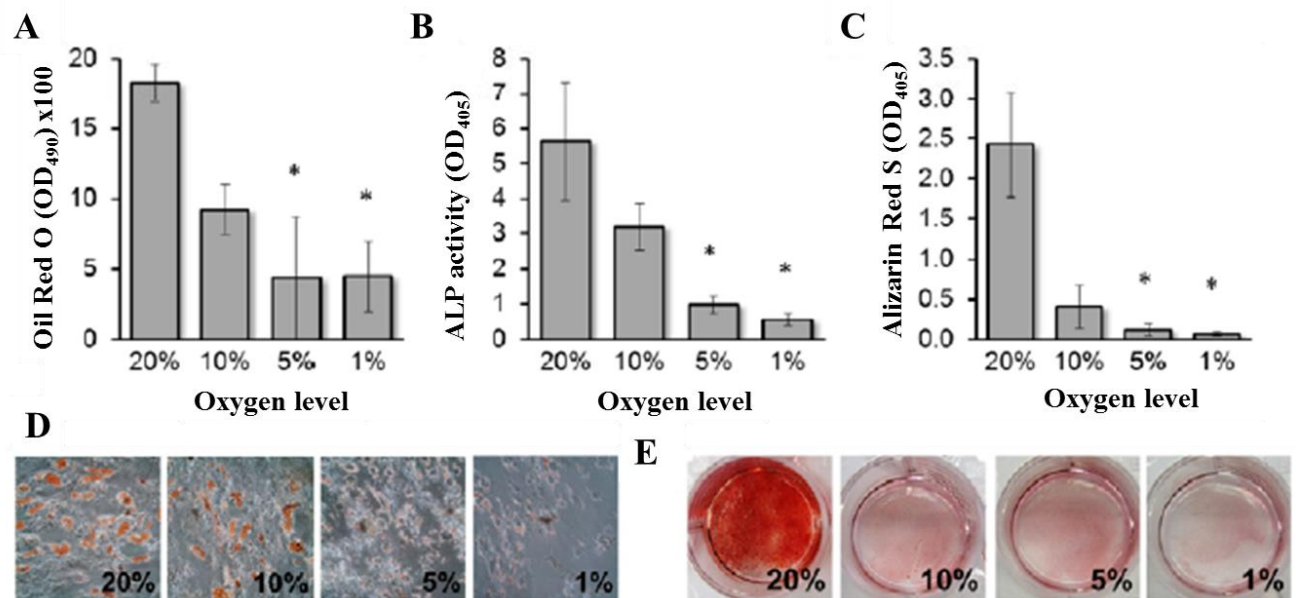 A
Oil Red O (OD490) x100
20
15
10
5
0
*
*
20% 10% 5% 1%
Oxygen level
B
ALP activity (OD405)
8
7
6
5
4
3
2
1
0
*
*
20% 10% 5% 1%
Oxygen level
C
Alizarin Red S (OD405)
3.5
3.0
2.5
2.0
1.5
1.0
0.5
0.0
*
*
20% 10% 5% 1%
Oxygen level
D
20% 10% 5% 1%
E
20% 10% 5% 1%